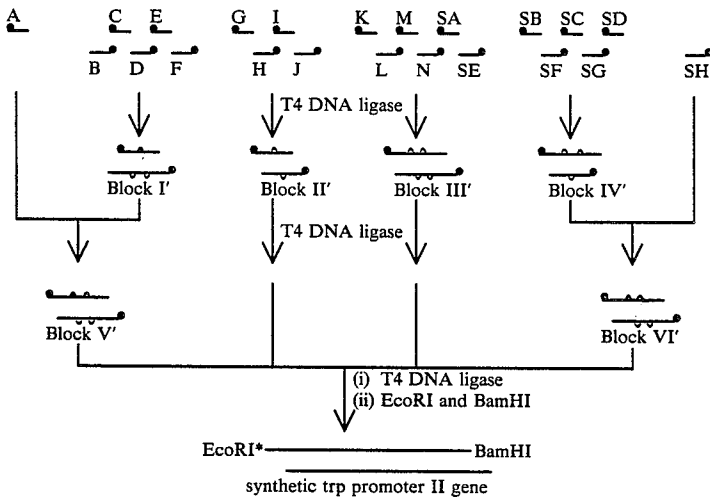 A C E G I K M SA SB SC SD
B D F H J L N SE SF SG SH
T4 DNA ligase
Block I′ Block II′ Block III′ Block IV′
T4 DNA ligase
Block V′ Block VI′
(i) T4 DNA ligase
(ii) EcoRI and BamHI
EcoRI* BamHI
synthetic trp promoter II gene